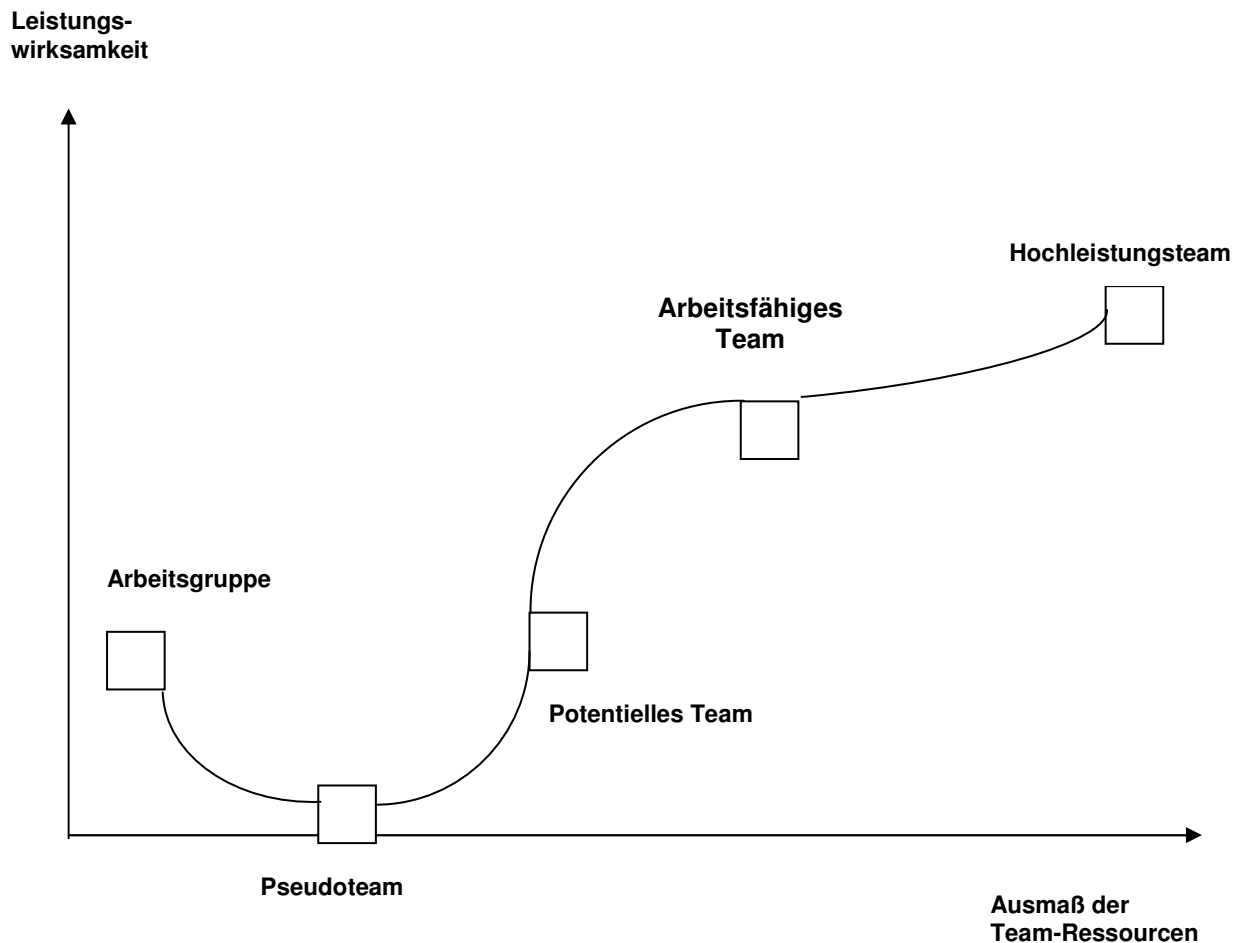 Leistungs-
wirksamkeit
Hochleistungsteam
Arbeitsfähiges
Team
Arbeitsgruppe
Potentielles Team
Pseudoteam
Ausmaß der
Team-Ressourcen